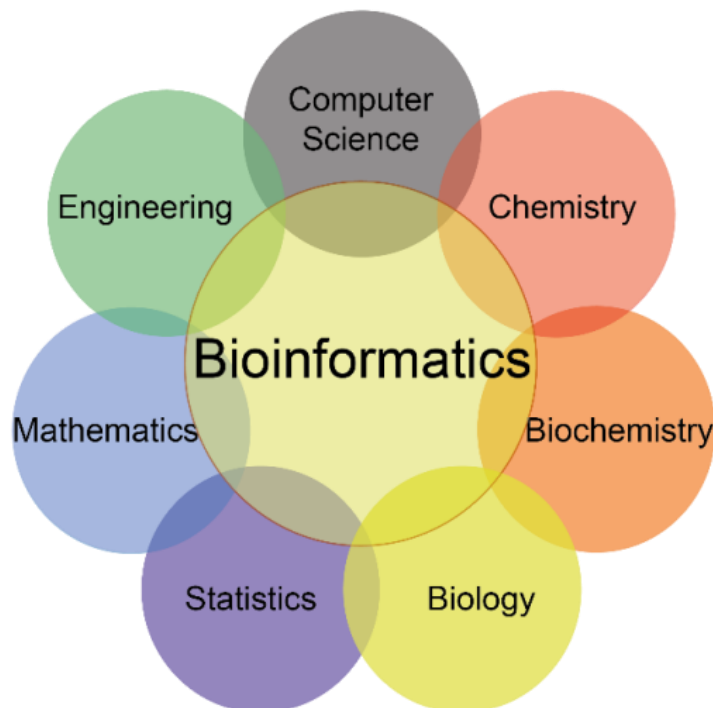 Computer
Science
Engineering
Chemistry
Bioinformatics
Mathematics
Biochemistry
Statistics
Biology